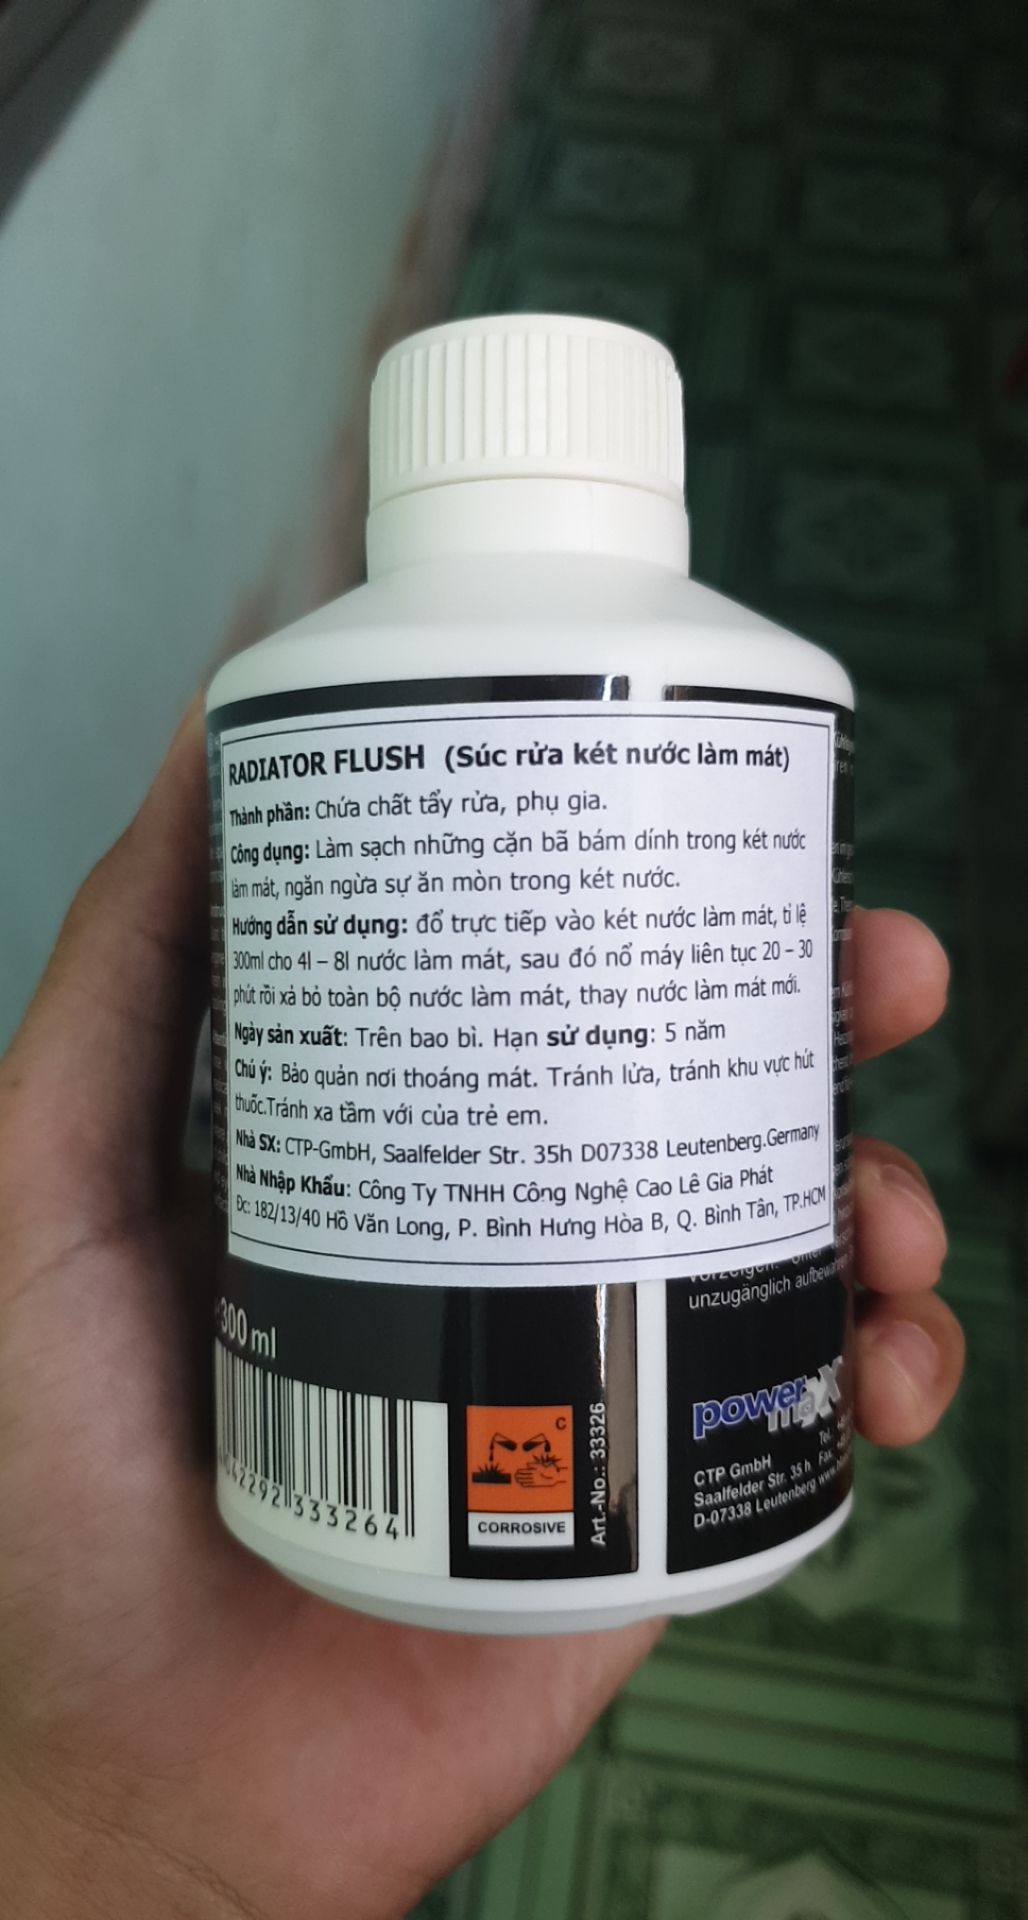 RADIATOR FLUSH (Súc rửa két nước làm mát)
Thành phần: Chứa chất tẩy rửa, phụ gia.
Công dụng: Làm sạch những cặn bã bám dính trong két nước
làm mát, ngăn ngừa sự ăn mòn trong két nước.
Hướng dẫn sử dụng: đổ trực tiếp vào két nước làm mát, tỉ lệ
300ml cho 4l – 8l nước làm mát, sau đó nổ máy liên tục 20 – 30
phút rồi xả bỏ toàn bộ nước làm mát, thay nước làm mát mới.
Ngày sản xuất: Trên bao bì. Hạn sử dụng: 5 năm
Chú ý: Bảo quản nơi thoáng mát. Tránh lửa, tránh khu vực hút
thuốc.Tránh xa tầm với của trẻ em.
Nhà SX: CTP-GmbH, Saalfelder Str. 35h D07338 Leutenberg.Germany
Nhà Nhập Khẩu: Công Ty TNHH Công Nghệ Cao Lê Gia Phát
Đc: 182/13/40 Hồ Văn Long, P. Bình Hưng Hòa B, Q. Bình Tân, TP.HCM
unzugänglich
300 ml
042292 333264
C
CORROSIVE
Art.-No.: 33326
power maxx
CTP GmbH
Saalfelder Str. 35 h
D-07338 Leutenberg
Tel.
Fax